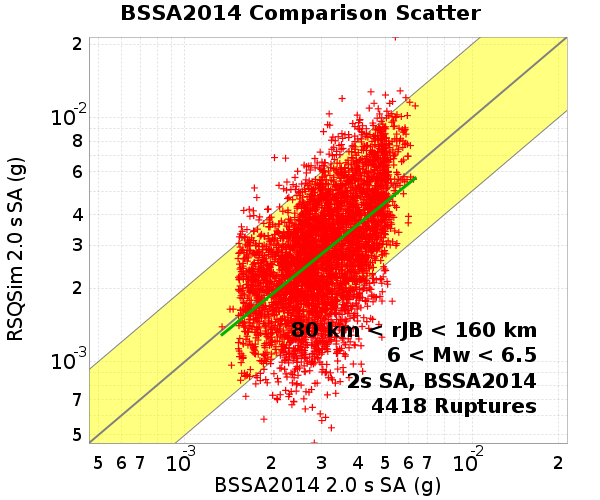 BSSA2014 Comparison Scatter
RSQSim 2.0 s SA (g)
2
10-2
8
6
4
3
2
10-3
7
5
80 km < rJB < 160 km
6 < Mw < 6.5
2s SA, BSSA2014
4418 Ruptures
5 6 7 10-3 2 3 4 5 6 7 10-2 2
BSSA2014 2.0 s SA (g)